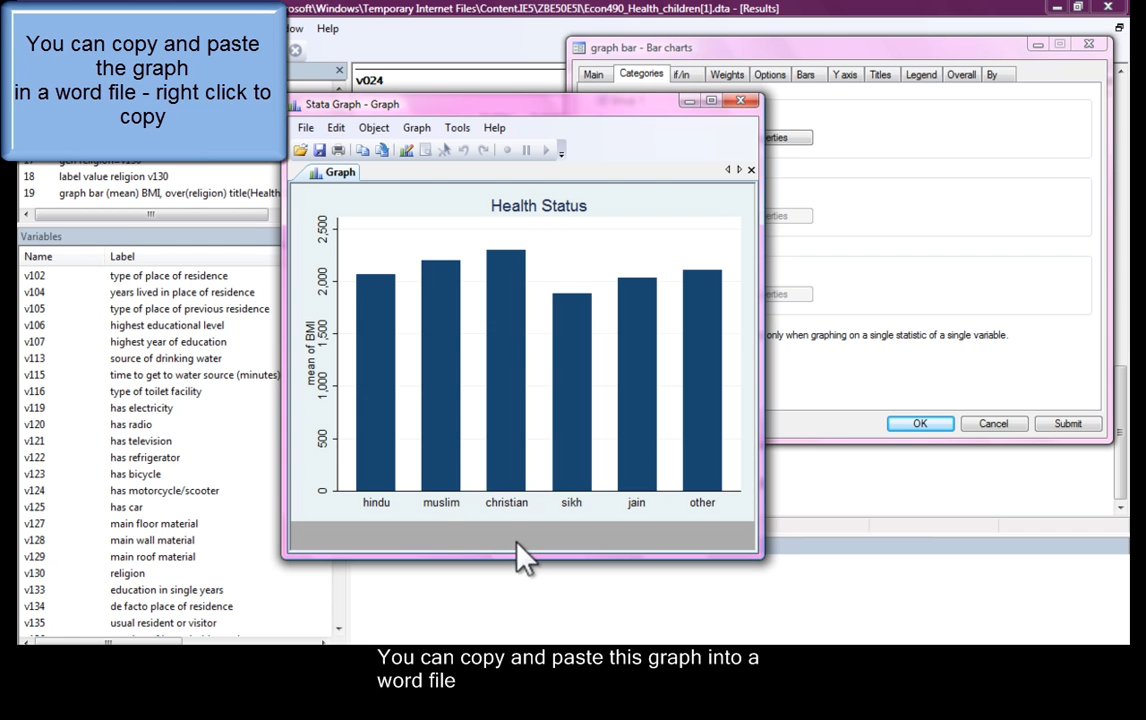 osoft\Windows\Temporary Internet Files\Content.IE5\ZBE50E5I\Econ490_Health_children[1].dta - [Results]
You can copy and paste
the graph
in a word file - right click to
copy
ow Help
v024
18 label value religion v130
19 graph bar (mean) BMI, over(religion) title(Health
Variables
Name Label
v102 type of place of residence
v104 years lived in place of residence
v105 type of place of previous residence
v106 highest educational level
v107 highest year of education
v113 source of drinking water
v115 time to get to water source (minutes)
v116 type of toilet facility
v119 has electricity
v120 has radio
v121 has television
v122 has refrigerator
v123 has bicycle
v124 has motorcycle/scooter
v125 has car
v127 main floor material
v128 main wall material
v129 main roof material
v130 religion
v133 education in single years
v134 de facto place of residence
v135 usual resident or visitor
Stata Graph - Graph
File Edit Object Graph Tools Help
Graph
Health Status
mean of BMI
2,500
2,000
1,500
1,000
500
0
hindu muslim christian sikh jain other
graph bar - Bar charts
Main Categories if/in Weights Options Bars Y axis Titles Legend Overall By
erties
erties
erties
only when graphing on a single statistic of a single variable.
OK Cancel Submit
You can copy and paste this graph into a
word file